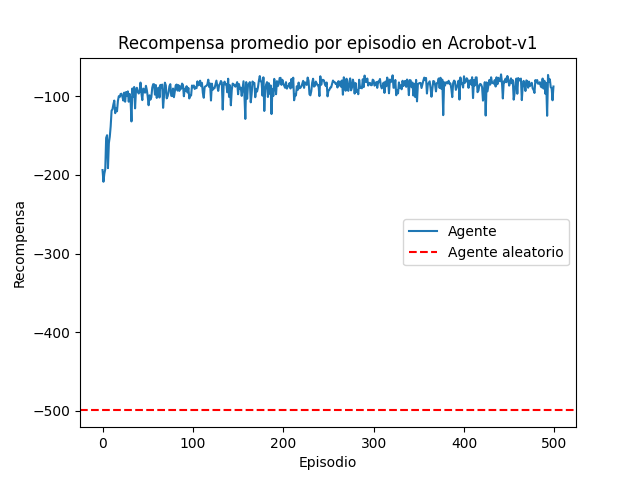 Recompensa promedio por episodio en Acrobot-v1
−100
−200
−300
−400
−500
Recompensa
Agente
Agente aleatorio
0
100
200
300
400
500
Episodio